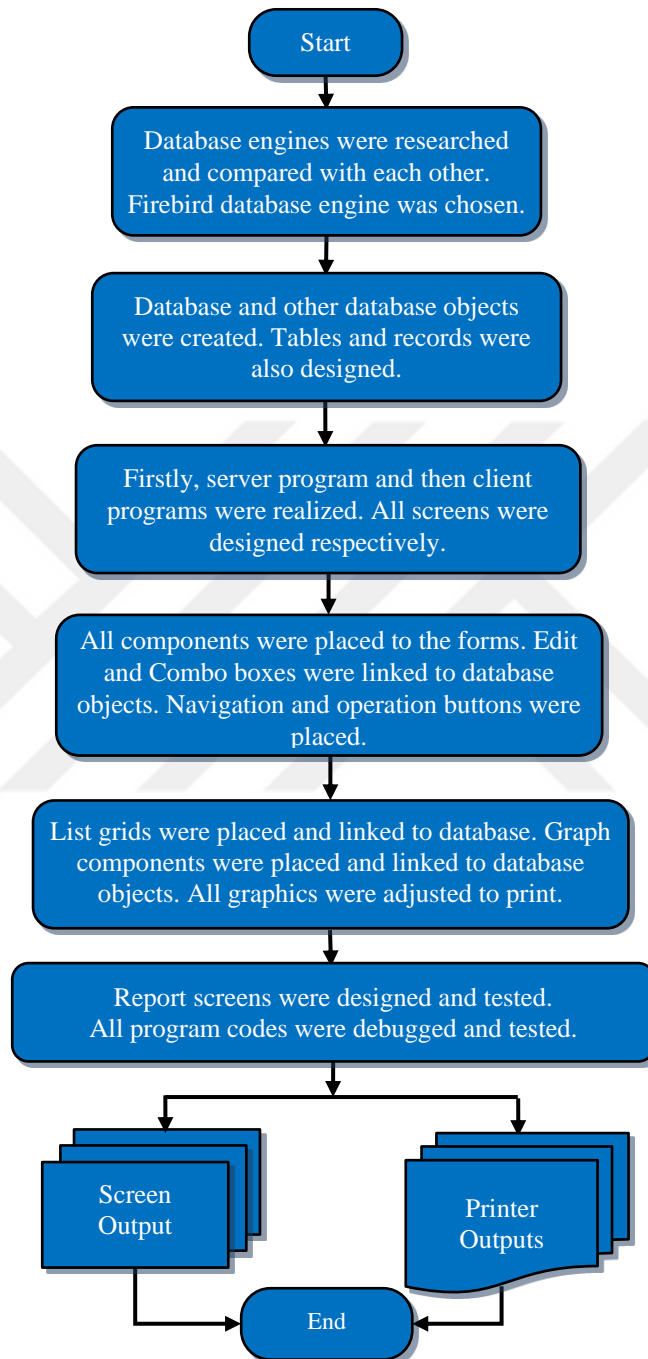 Start
Database engines were researched
and compared with each other.
Firebird database engine was chosen.
Database and other database objects
were created. Tables and records were
also designed.
Firstly, server program and then client
programs were realized. All screens were
designed respectively.
All components were placed to the forms. Edit
and Combo boxes were linked to database
objects. Navigation and operation buttons were
placed.
List grids were placed and linked to database. Graph
components were placed and linked to database
objects. All graphics were adjusted to print.
Report screens were designed and tested.
All program codes were debugged and tested.
Screen
Output
Printer
Outputs
End